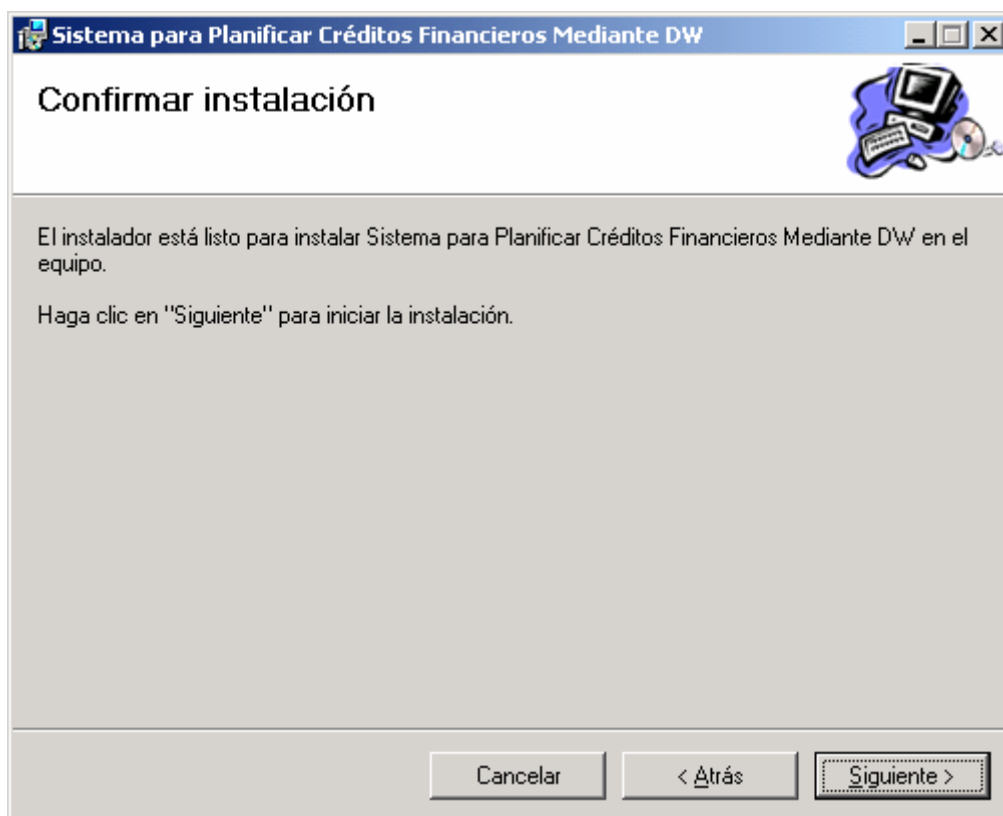 Sistema para Planificar Créditos Financieros Mediante DW
Confirmar instalación
El instalador está listo para instalar Sistema para Planificar Créditos Financieros Mediante DW en el
equipo.
Haga clic en "Siguiente" para iniciar la instalación.
Cancelar
< Atrás
Siguiente >